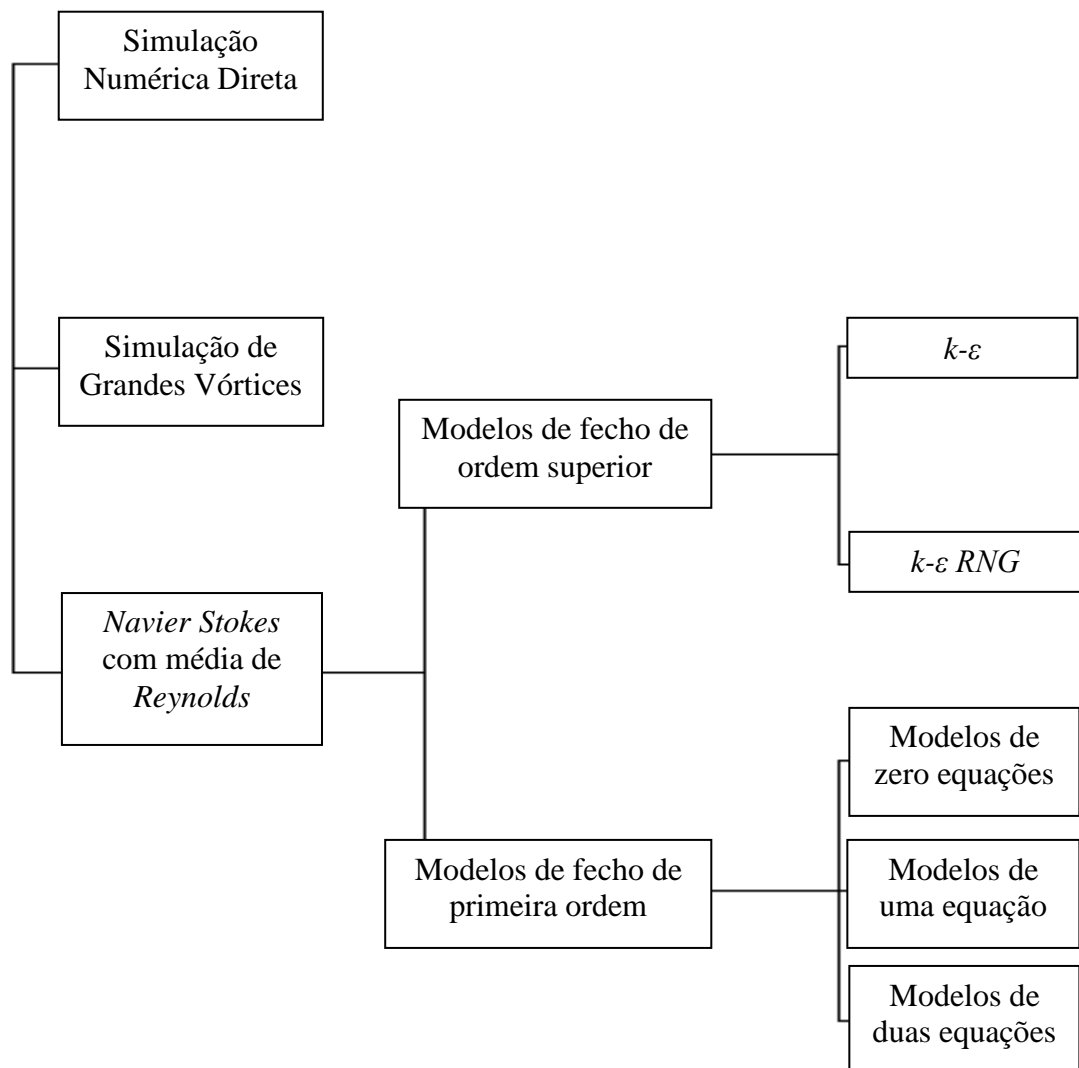 Simulação
Numérica Direta
Simulação de
Grandes Vórtices
Navier Stokes
com média de
Reynolds
Modelos de fecho de
ordem superior
Modelos de fecho de
primeira ordem
k-ε
k-ε RNG
Modelos de
zero equações
Modelos de
uma equação
Modelos de
duas equações